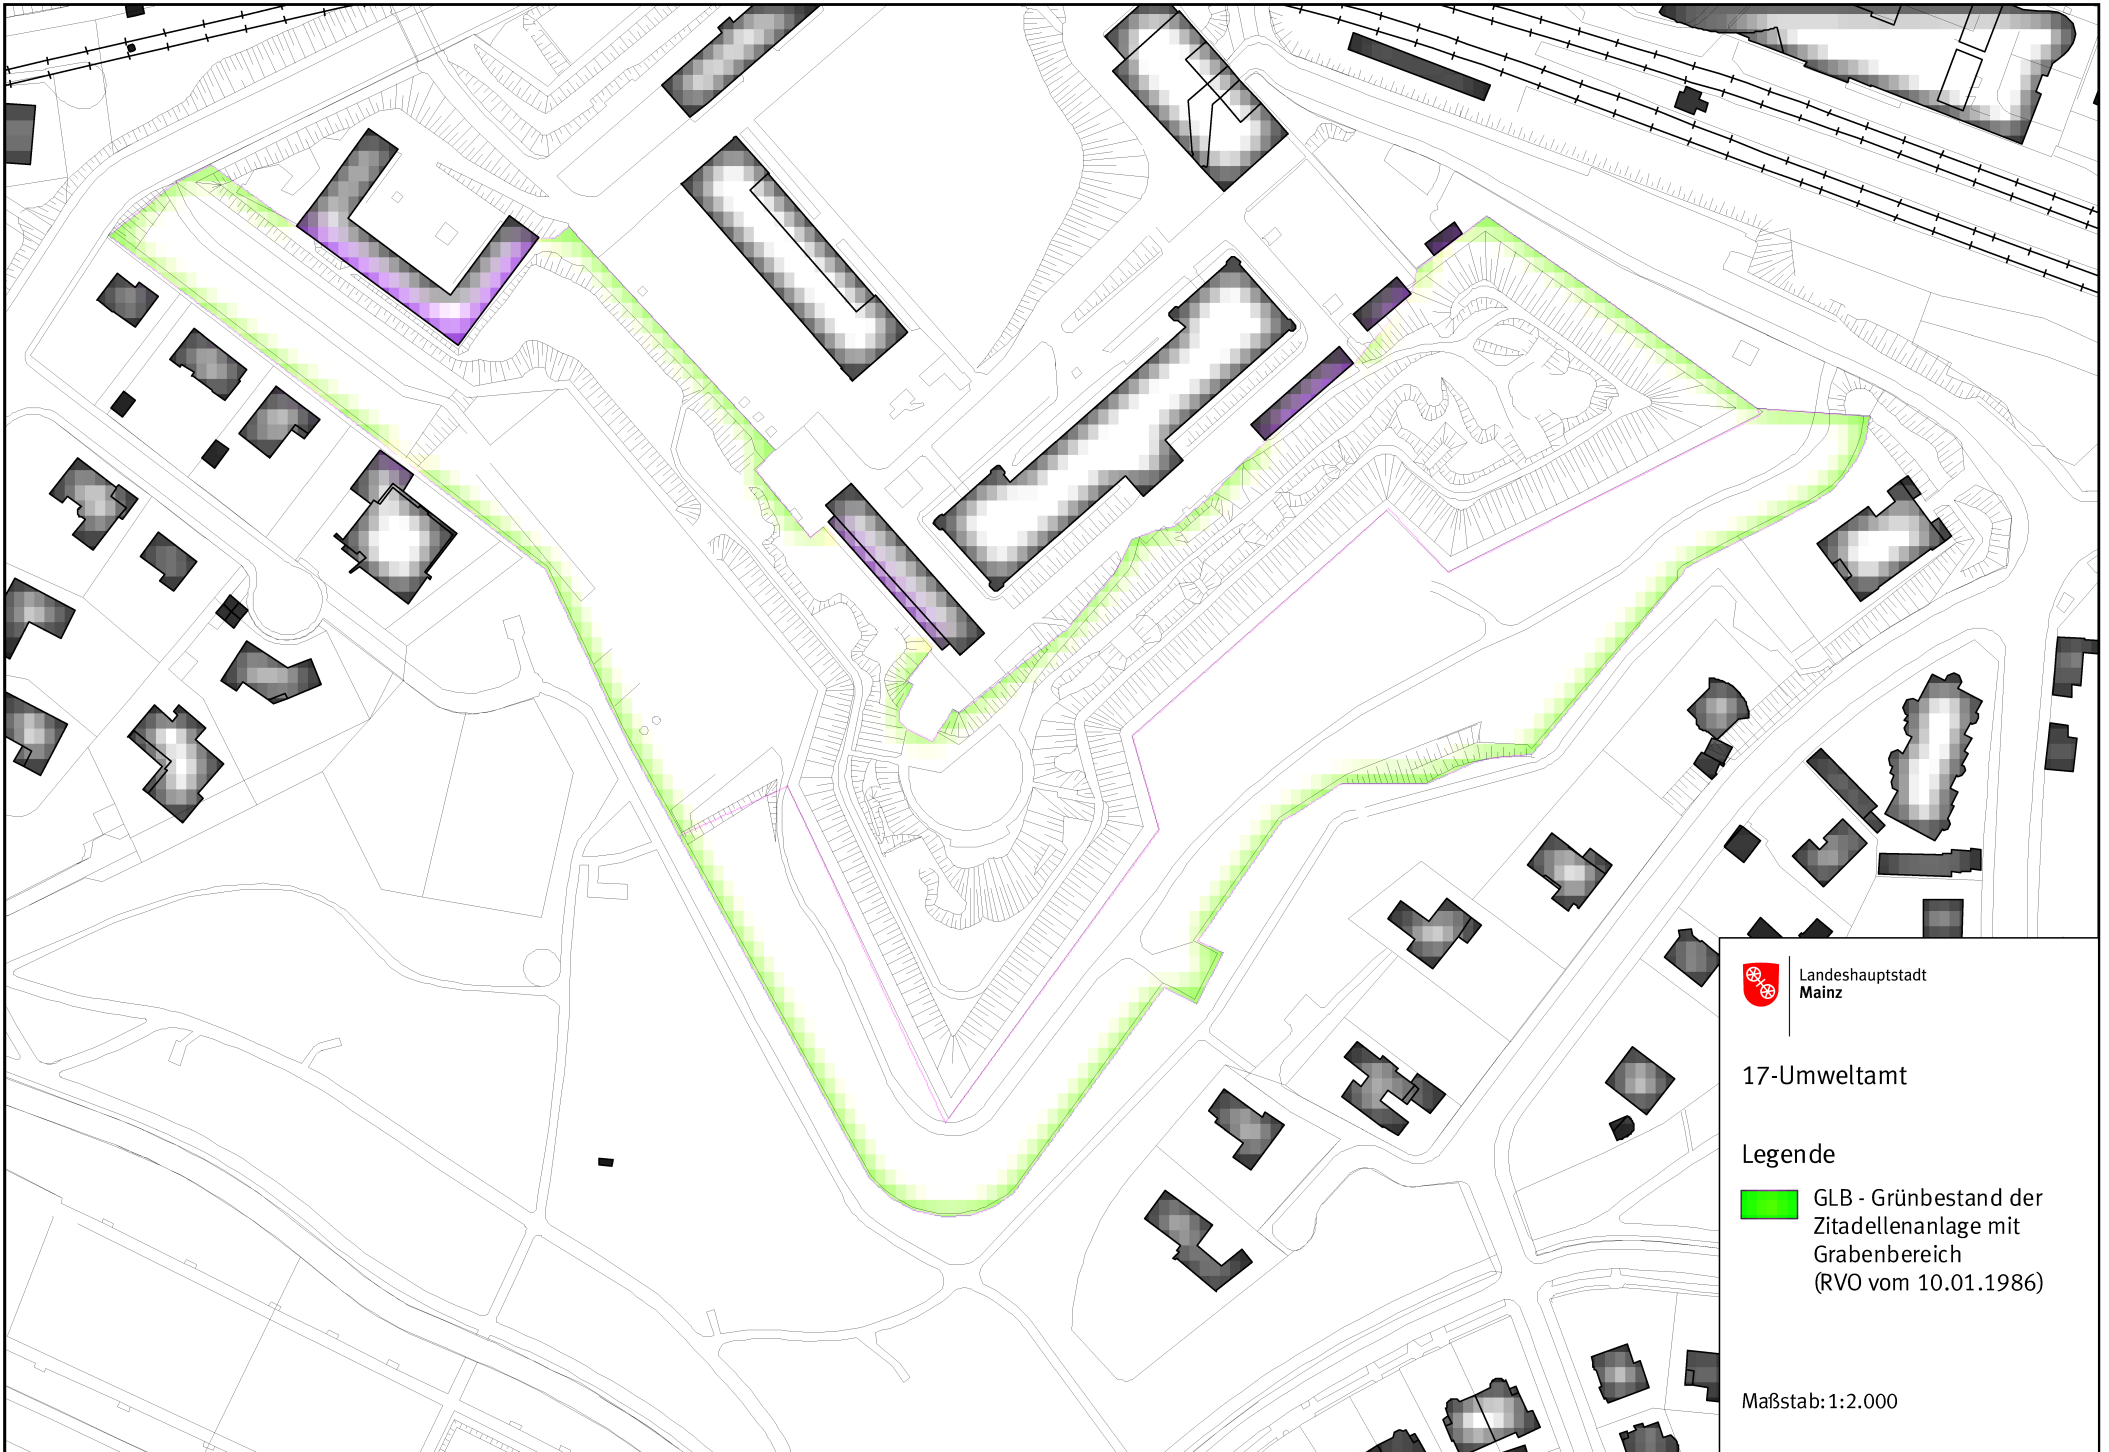 Landeshauptstadt
Mainz
17-Umweltamt
Legende
GLB - Grünbestand der
Zitadellenanlage mit
Grabenbereich
(RVO vom 10.01.1986)
Maßstab:1:2.000